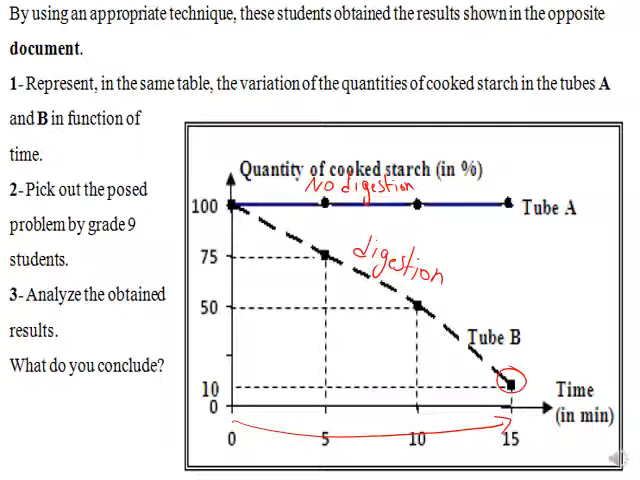 By using an appropriate technique, these students obtained the results shown in the opposite
document.
1- Represent, in the same table, the variation of the quantities of cooked starch in the tubes A
and B in function of
time.
2- Pick out the posed
problem by grade 9
students.
3- Analyze the obtained
results.
What do you conclude?
Quantity of cooked starch (in %)
No digestion
100
Tube A
digestion
75
50
Tube B
10
0
Time
(in min)
0 5 10 15